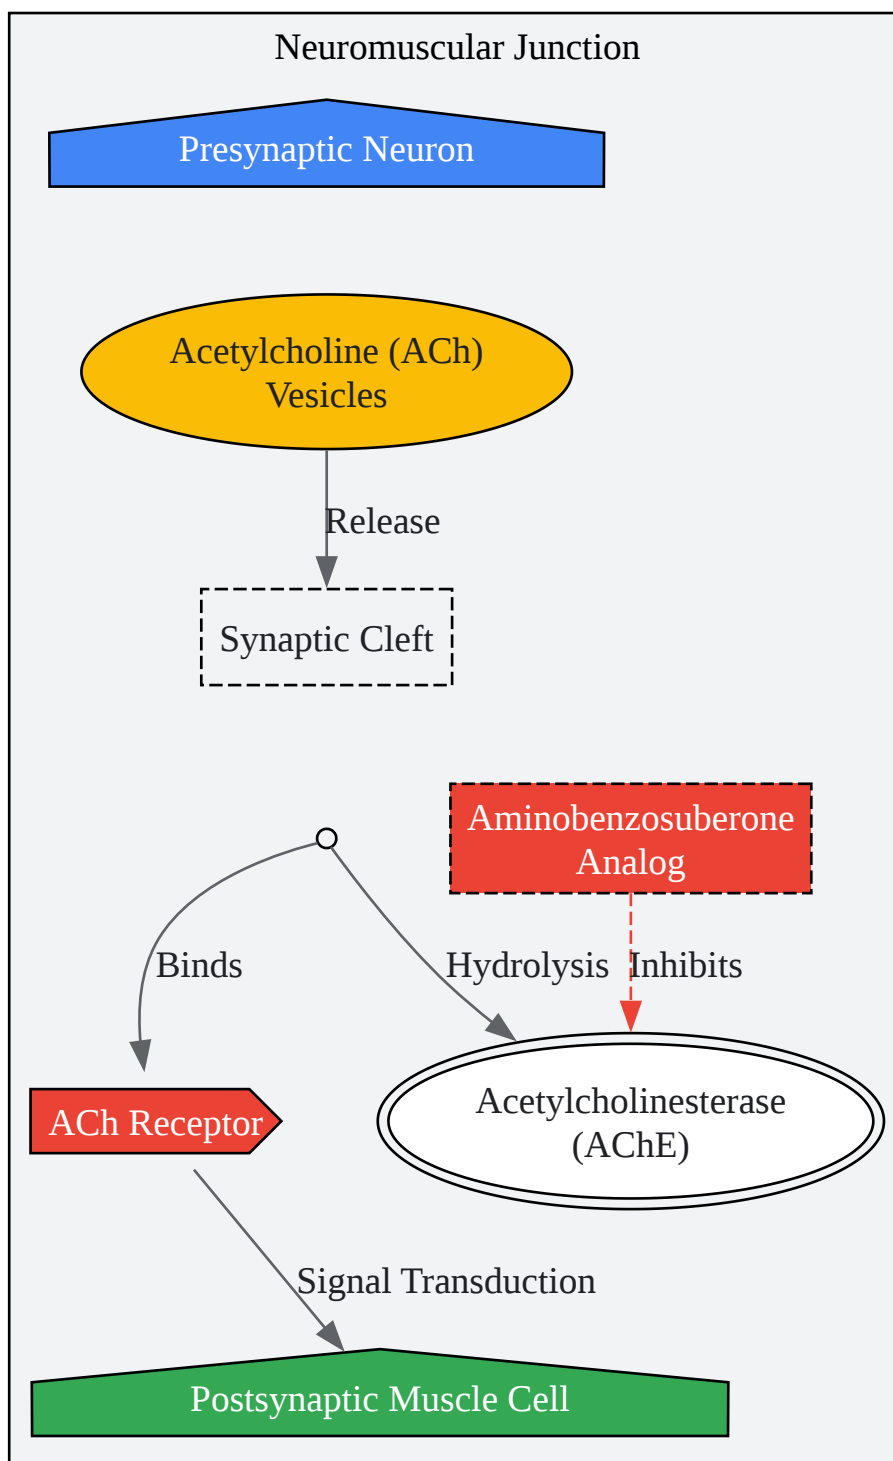 Neuromuscular Junction
Presynaptic Neuron
Acetylcholine (ACh)
Vesicles
Release
Synaptic Cleft
Aminobenzosuberone
Analog
Binds
Hydrolysis
Inhibits
ACh Receptor
Acetylcholinesterase
(AChE)
Signal Transduction
Postsynaptic Muscle Cell